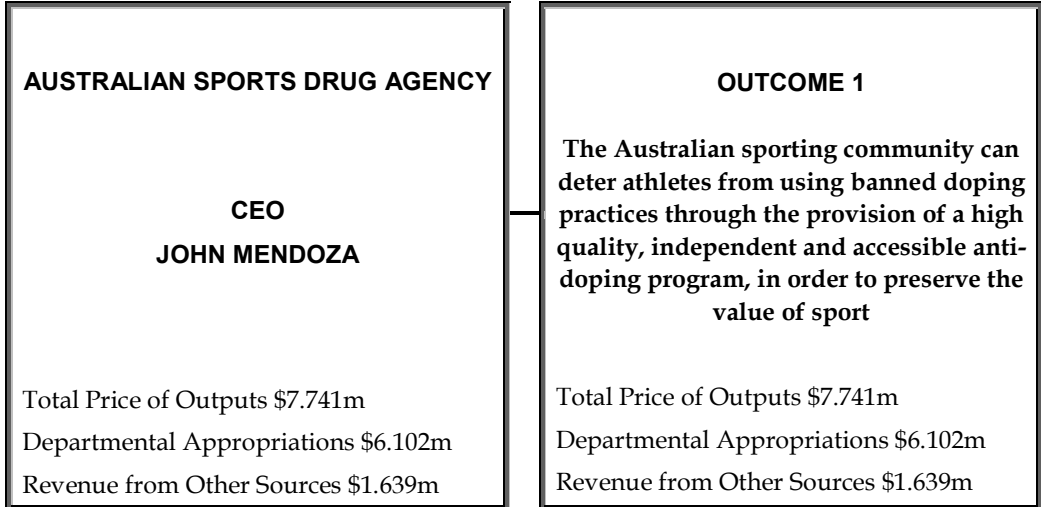 AUSTRALIAN SPORTS DRUG AGENCY
CEO
JOHN MENDOZA
Total Price of Outputs $7.741m
Departmental Appropriations $6.102m
Revenue from Other Sources $1.639m
OUTCOME 1
The Australian sporting community can
deter athletes from using banned doping
practices through the provision of a high
quality, independent and accessible anti-
doping program, in order to preserve the
value of sport
Total Price of Outputs $7.741m
Departmental Appropriations $6.102m
Revenue from Other Sources $1.639m